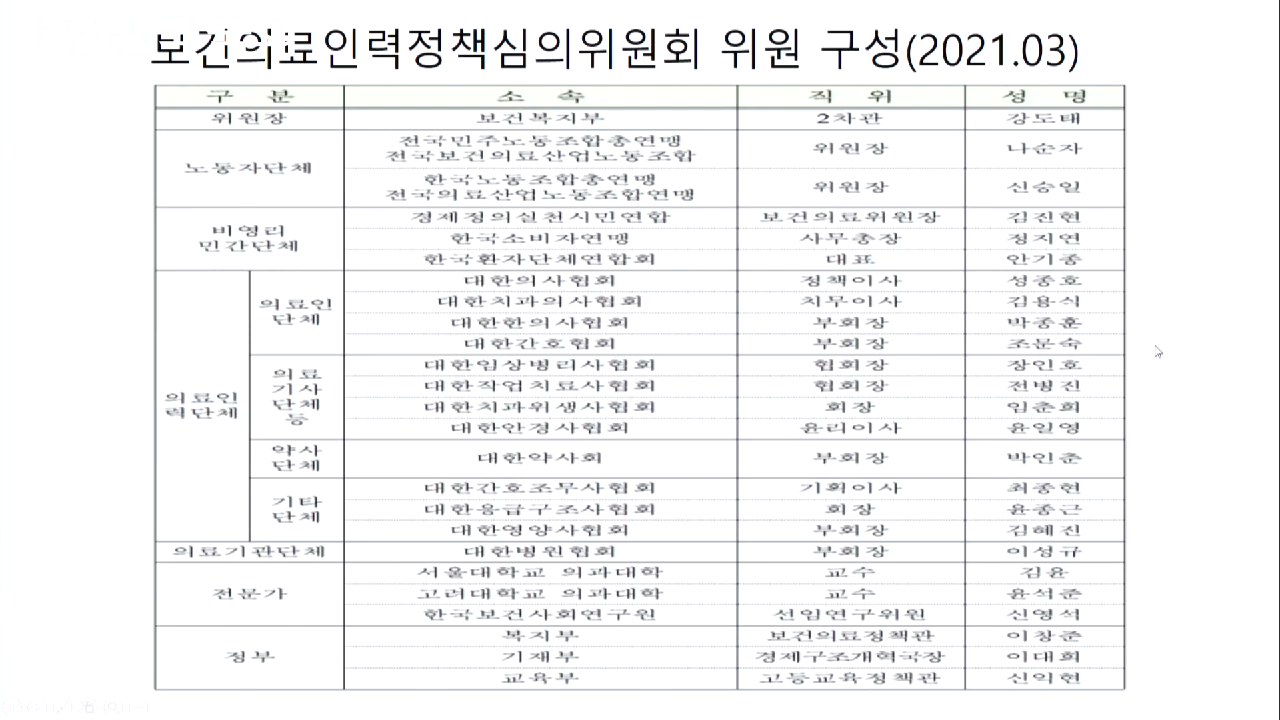 보건의료인력정책심의위원회 위원 구성(2021.03)
구 분 소 속 직 위 성 명
위원장 보건복지부 2차관 강도태
노동자단체
전국민주노동조합총연맹
전국보건의료산업노동조합 위원장 나순자
한국노동조합총연맹
전국의료산업노동조합연맹 위원장 신승일
비영리
민간단체
경제정의실천시민연합 보건의료위원장 김진현
한국소비자연맹 사무총장 정지연
한국환자단체연합회 대표 안기종
의료인
력단체
의료인
단체
대한의사협회 정책이사 성종호
대한치과의사협회 치무이사 김용식
대한한의사협회 부회장 박종훈
대한간호협회 부회장 조문숙
의료
기사
단체
등
대한임상병리사협회 협회장 장인호
대한작업치료사협회 협회장 전병진
대한치과위생사협회 회장 임춘희
대한안경사협회 윤리이사 윤일영
약사
단체
대한약사회 부회장 박인춘
기타
단체
대한간호조무사협회 기획이사 최종현
대한응급구조사협회 회장 윤종근
대한영양사협회 부회장 김혜진
의료기관단체 대한병원협회 부회장 이성규
전문가
서울대학교 의과대학 교수 김윤
고려대학교 의과대학 교수 윤석준
한국보건사회연구원 선임연구위원 신영석
정부
복지부 보건의료정책관 이창준
기재부 경제구조개혁국장 이대희
교육부 고등교육정책관 신익현